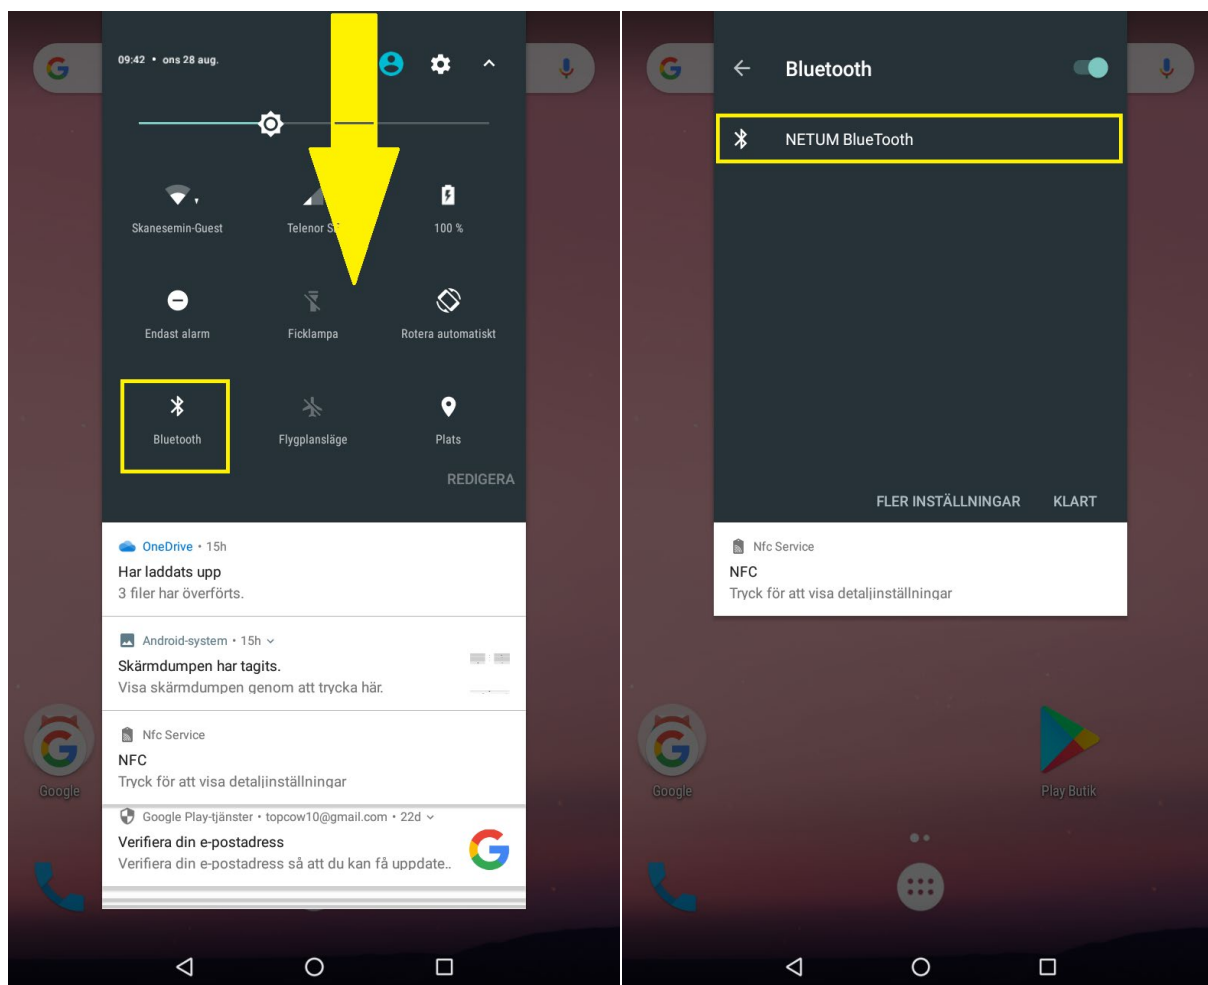 09:42 • ons 28 aug.
Skanesemin-Guest
Telenor S
100 %
Endast alarm
Ficklampa
Rotera automatiskt
Bluetooth
Flygplansläge
Plats
REDIGERA
OneDrive • 15h
Har laddats upp
3 filer har överförts.
Android-system • 15h
Skärmdumpen har tagits.
Visa skärmdumpen genom att trycka här.
Nfc Service
NFC
Tryck för att visa detaljinställningar
Google Play-tjänster • topcow10@gmail.com • 22d
Verifiera din e-postadress
Verifiera din e-postadress så att du kan få uppdate..
Google
Bluetooth
NETUM BlueTooth
FLER INSTÄLLNINGAR
KLART
Nfc Service
NFC
Tryck för att visa detaljinställningar
Google
Play Butik